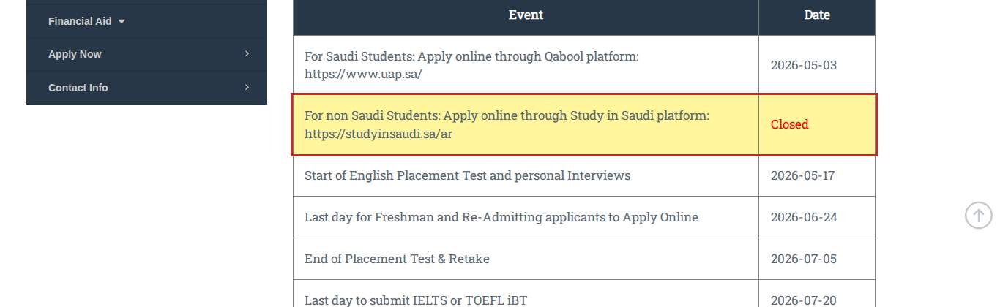 Financial Aid
Apply Now
Contact Info
Event Date
For Saudi Students: Apply online through Qabool platform:
https://www.uap.sa/
2026-05-03
For non Saudi Students: Apply online through Study in Saudi platform:
https://studyinsaudi.sa/ar
Closed
Start of English Placement Test and personal Interviews 2026-05-17
Last day for Freshman and Re-Admitting applicants to Apply Online 2026-06-24
End of Placement Test & Retake 2026-07-05
Last day to submit IELTS or TOEFL iBT 2026-07-20